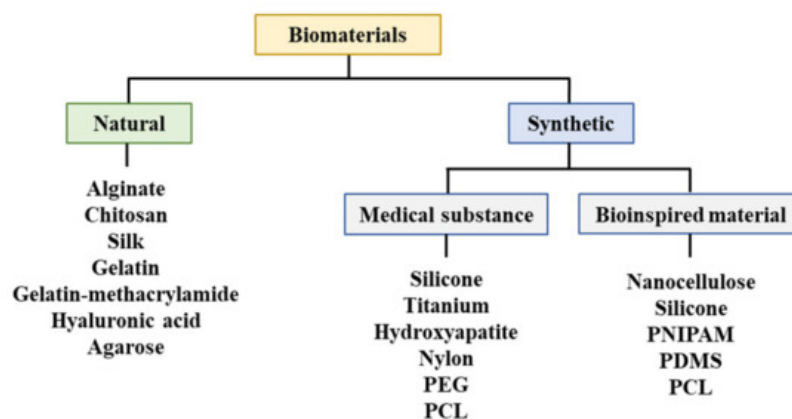 Biomaterials
Natural
Synthetic
Alginate
Chitosan
Silk
Gelatin
Gelatin-methacrylamide
Hyaluronic acid
Agarose
Medical substance
Bioinspired material
Silicone
Titanium
Hydroxyapatite
Nylon
PEG
PCL
Nanocellulose
Silicone
PNIPAM
PDMS
PCL